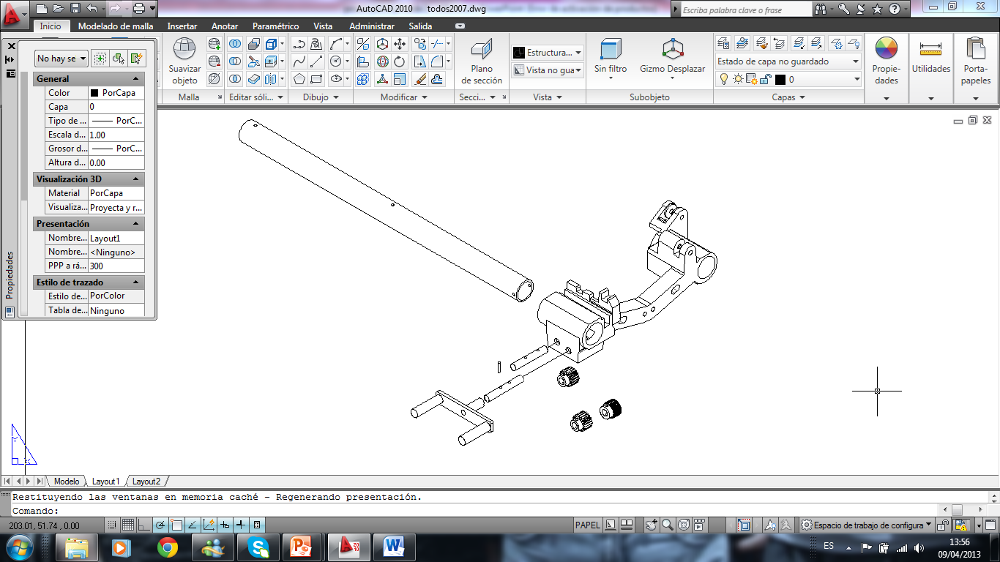 AutoCAD 2010 todos2007.dwg
Escriba palabra clave o frase
Inicio Modelado de malla Insertar Anotar Paramétrico Vista Administrar Salida
Suavizar
objeto
Plano
de sección
Estructura...
Vista no gua
Sin filtro
Gizmo Desplazar
Estado de capa no guardado
0
Propie-
dades
Utilidades
Porta-
papeles
Malla Editar sóli... Dibujo Modificar Secci... Vista Subobjeto Capas
No hay se
General
Color PorCapa
Capa 0
Tipo de ... PorC...
Escala d... 1.00
Grosor d... PorC...
Altura d... 0.00
Visualización 3D
Material PorCapa
Visualiza... Proyecta y r...
Presentación
Nombre... Layout1
Nombre... <Ninguno>
PPP a rá... 300
Estilo de trazado
Estilo de... PorColor
Tabla de... Ninguno
Propiedades
Y
X
Modelo Layout1 Layout2
Restituyendo las ventanas en memoria caché - Regenerando presentación.
Comando:
203.01, 51.74 , 0.00
PAPEL
Espacio de trabajo de configura
ES
13:56
09/04/2013